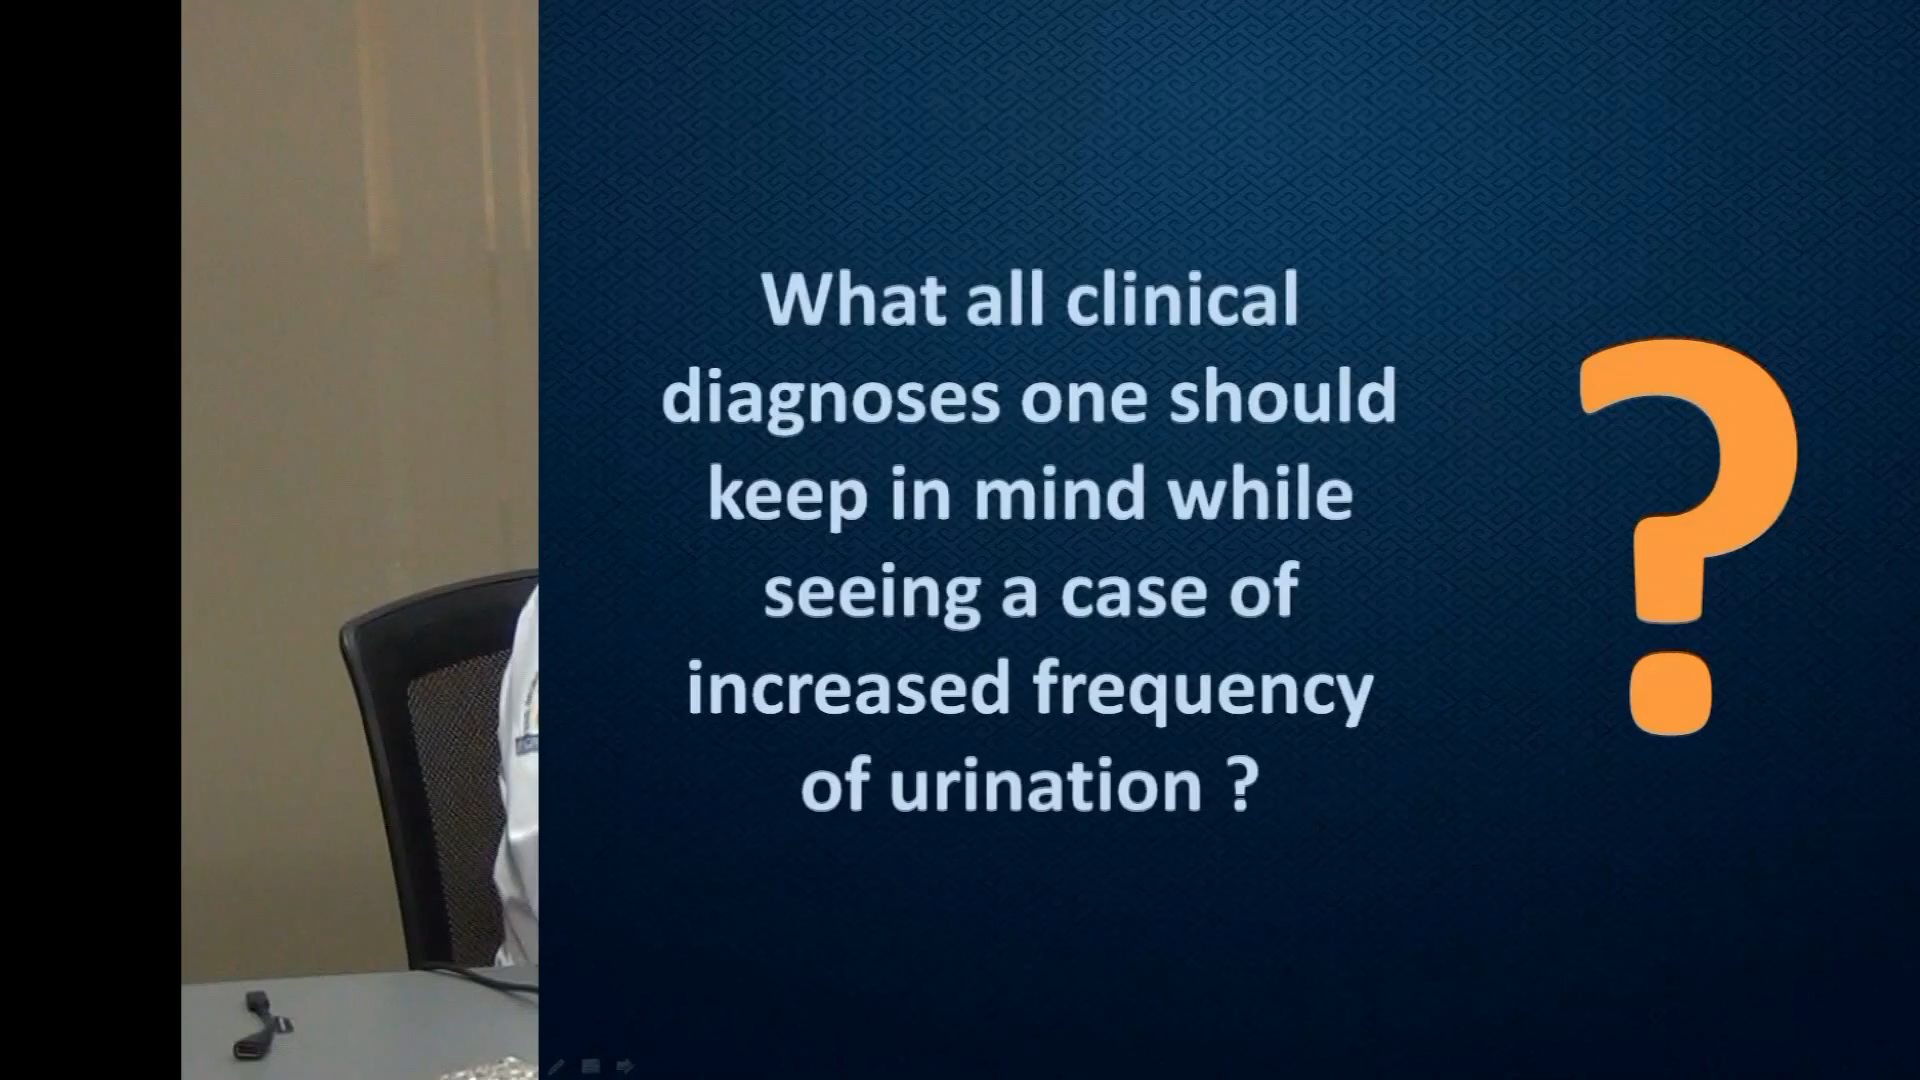 What all clinical
diagnoses one should
keep in mind while
seeing a case of
increased frequency
of urination ?
?